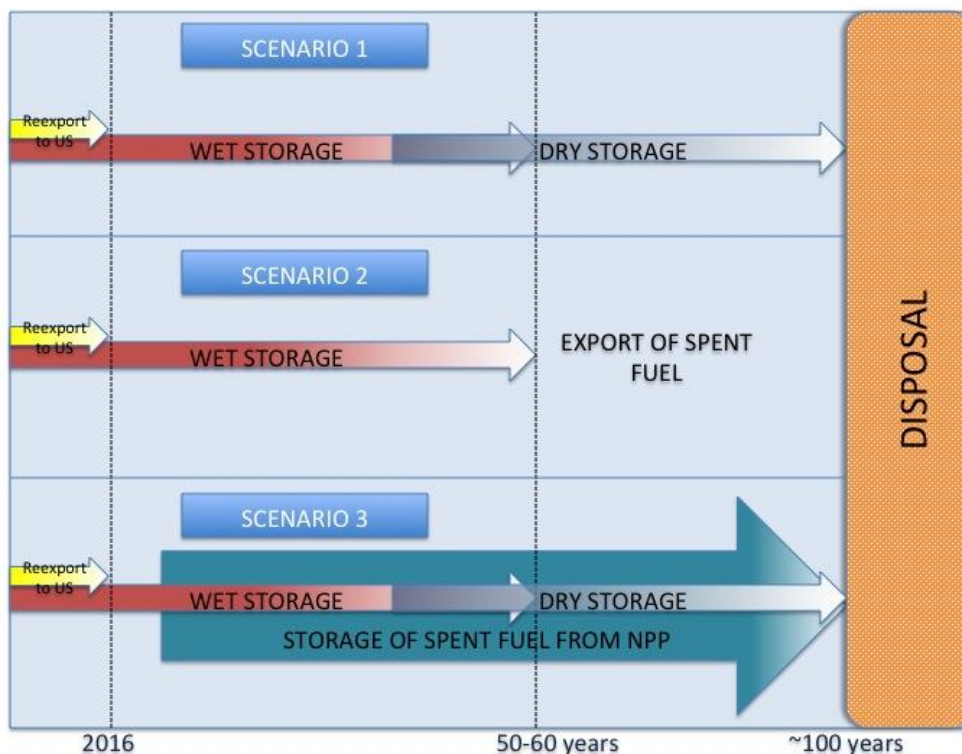 SCENARIO 1
Reexport
to US
WET STORAGE
DRY STORAGE
SCENARIO 2
Reexport
to US
WET STORAGE
EXPORT OF SPENT
FUEL
SCENARIO 3
Reexport
to US
WET STORAGE
DRY STORAGE
STORAGE OF SPENT FUEL FROM NPP
DISPOSAL
2016
50-60 years
~100 years